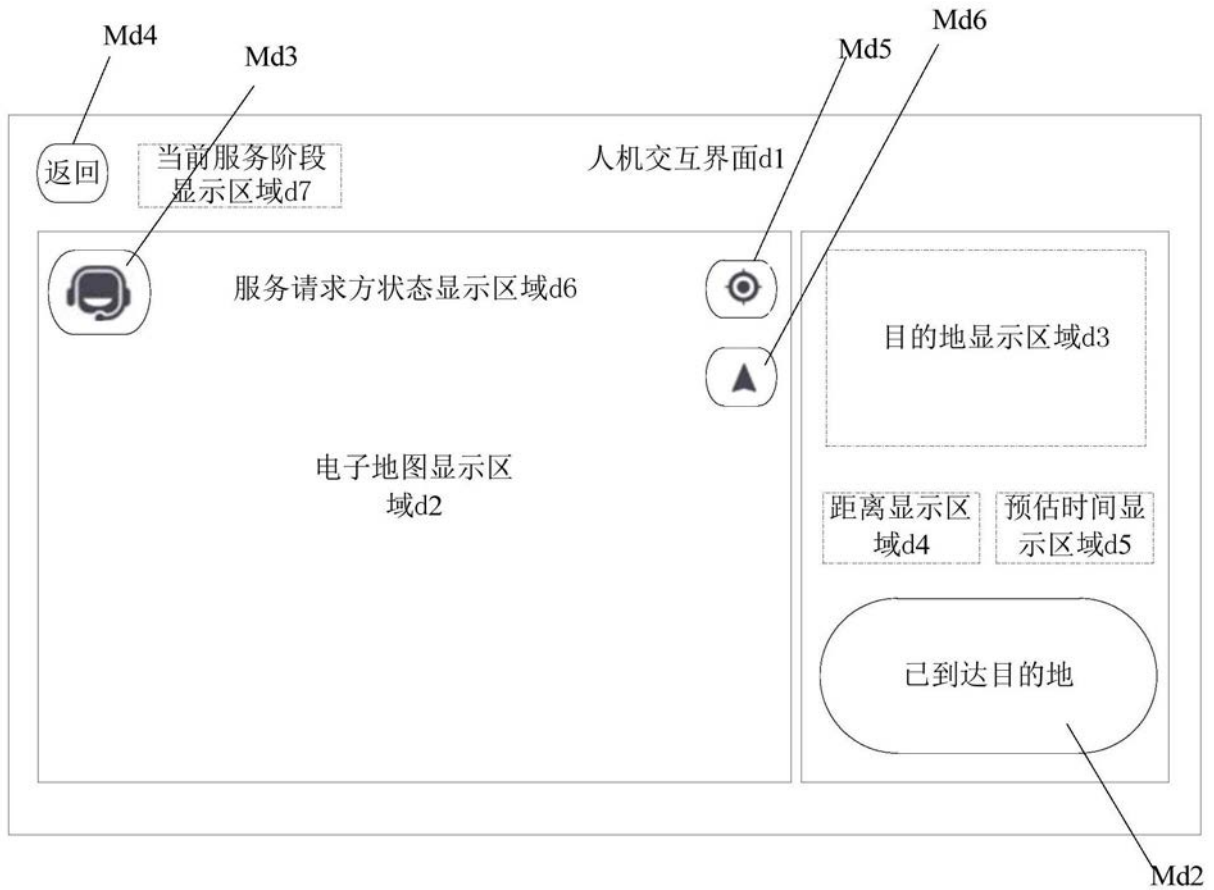 Md4
Md3
Md5
Md6
返回
当前服务阶段
显示区域d7
人机交互界面d1
服务请求方状态显示区域d6
目的地显示区域d3
电子地图显示区
域d2
距离显示区
域d4
预估时间显
示区域d5
已到达目的地
Md2